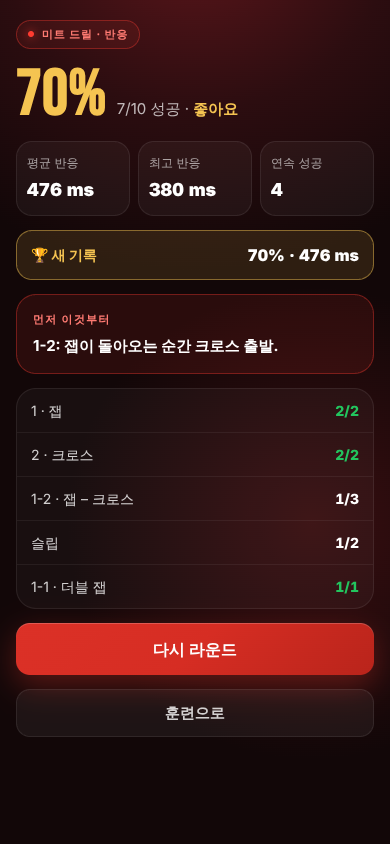 미트 드릴 · 반응
70% 7/10 성공 · 좋아요
평균 반응 최고 반응 연속 성공
476 ms 380 ms 4
🏆 새 기록 70% · 476 ms
먼저 이것부터
1-2: 잽이 돌아오는 순간 크로스 출발.
1 · 잽 2/2
2 · 크로스 2/2
1-2 · 잽 – 크로스 1/3
슬립 1/2
1-1 · 더블 잽 1/1
다시 라운드
훈련으로